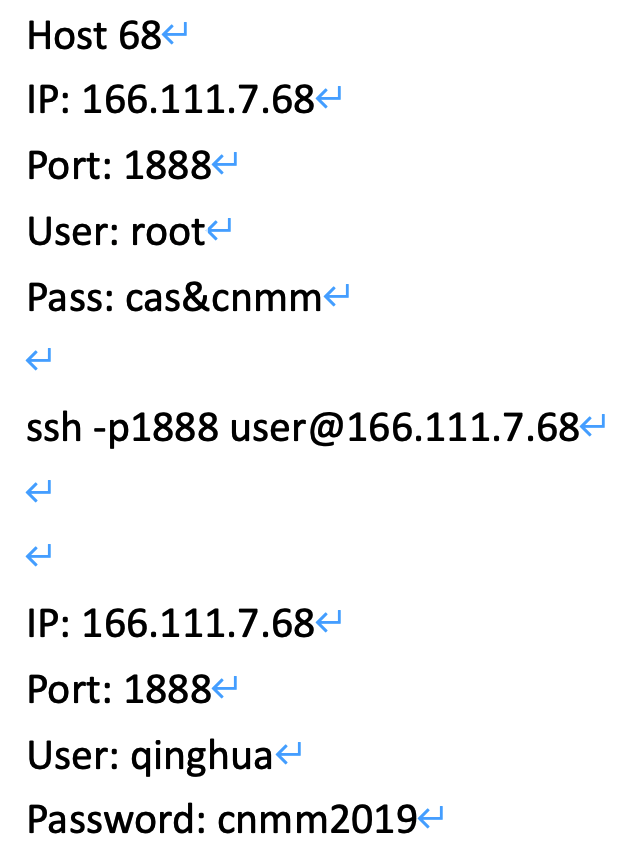 Host 68
IP: 166.111.7.68
Port: 1888
User: root
Pass: cas&cnmm
ssh -p1888 user@166.111.7.68
IP: 166.111.7.68
Port: 1888
User: qinghua
Password: cnmm2019